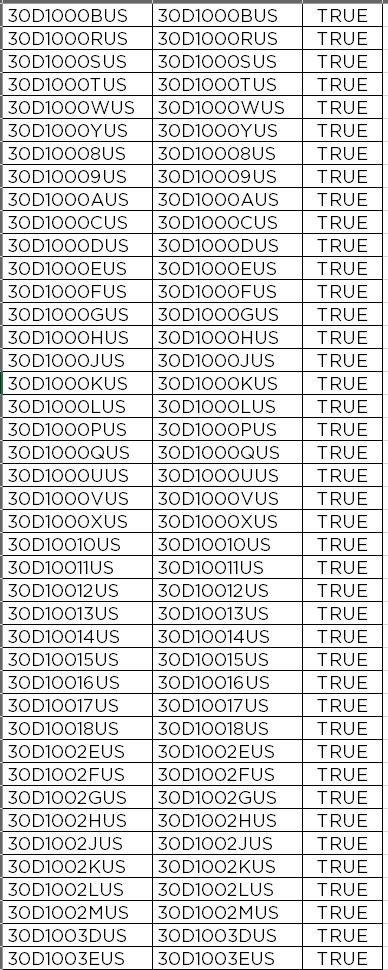 30D1000BUS 30D1000BUS TRUE
30D1000RUS 30D1000RUS TRUE
30D1000SUS 30D1000SUS TRUE
30D1000TUS 30D1000TUS TRUE
30D1000WUS 30D1000WUS TRUE
30D1000YUS 30D1000YUS TRUE
30D10008US 30D10008US TRUE
30D10009US 30D10009US TRUE
30D1000AUS 30D1000AUS TRUE
30D1000CUS 30D1000CUS TRUE
30D1000DUS 30D1000DUS TRUE
30D1000EUS 30D1000EUS TRUE
30D1000FUS 30D1000FUS TRUE
30D1000GUS 30D1000GUS TRUE
30D1000HUS 30D1000HUS TRUE
30D1000JUS 30D1000JUS TRUE
30D1000KUS 30D1000KUS TRUE
30D1000LUS 30D1000LUS TRUE
30D1000PUS 30D1000PUS TRUE
30D1000QUS 30D1000QUS TRUE
30D1000UUS 30D1000UUS TRUE
30D1000VUS 30D1000VUS TRUE
30D1000XUS 30D1000XUS TRUE
30D10010US 30D10010US TRUE
30D10011US 30D10011US TRUE
30D10012US 30D10012US TRUE
30D10013US 30D10013US TRUE
30D10014US 30D10014US TRUE
30D10015US 30D10015US TRUE
30D10016US 30D10016US TRUE
30D10017US 30D10017US TRUE
30D10018US 30D10018US TRUE
30D1002EUS 30D1002EUS TRUE
30D1002FUS 30D1002FUS TRUE
30D1002GUS 30D1002GUS TRUE
30D1002HUS 30D1002HUS TRUE
30D1002JUS 30D1002JUS TRUE
30D1002KUS 30D1002KUS TRUE
30D1002LUS 30D1002LUS TRUE
30D1002MUS 30D1002MUS TRUE
30D1003DUS 30D1003DUS TRUE
30D1003EUS 30D1003EUS TRUE